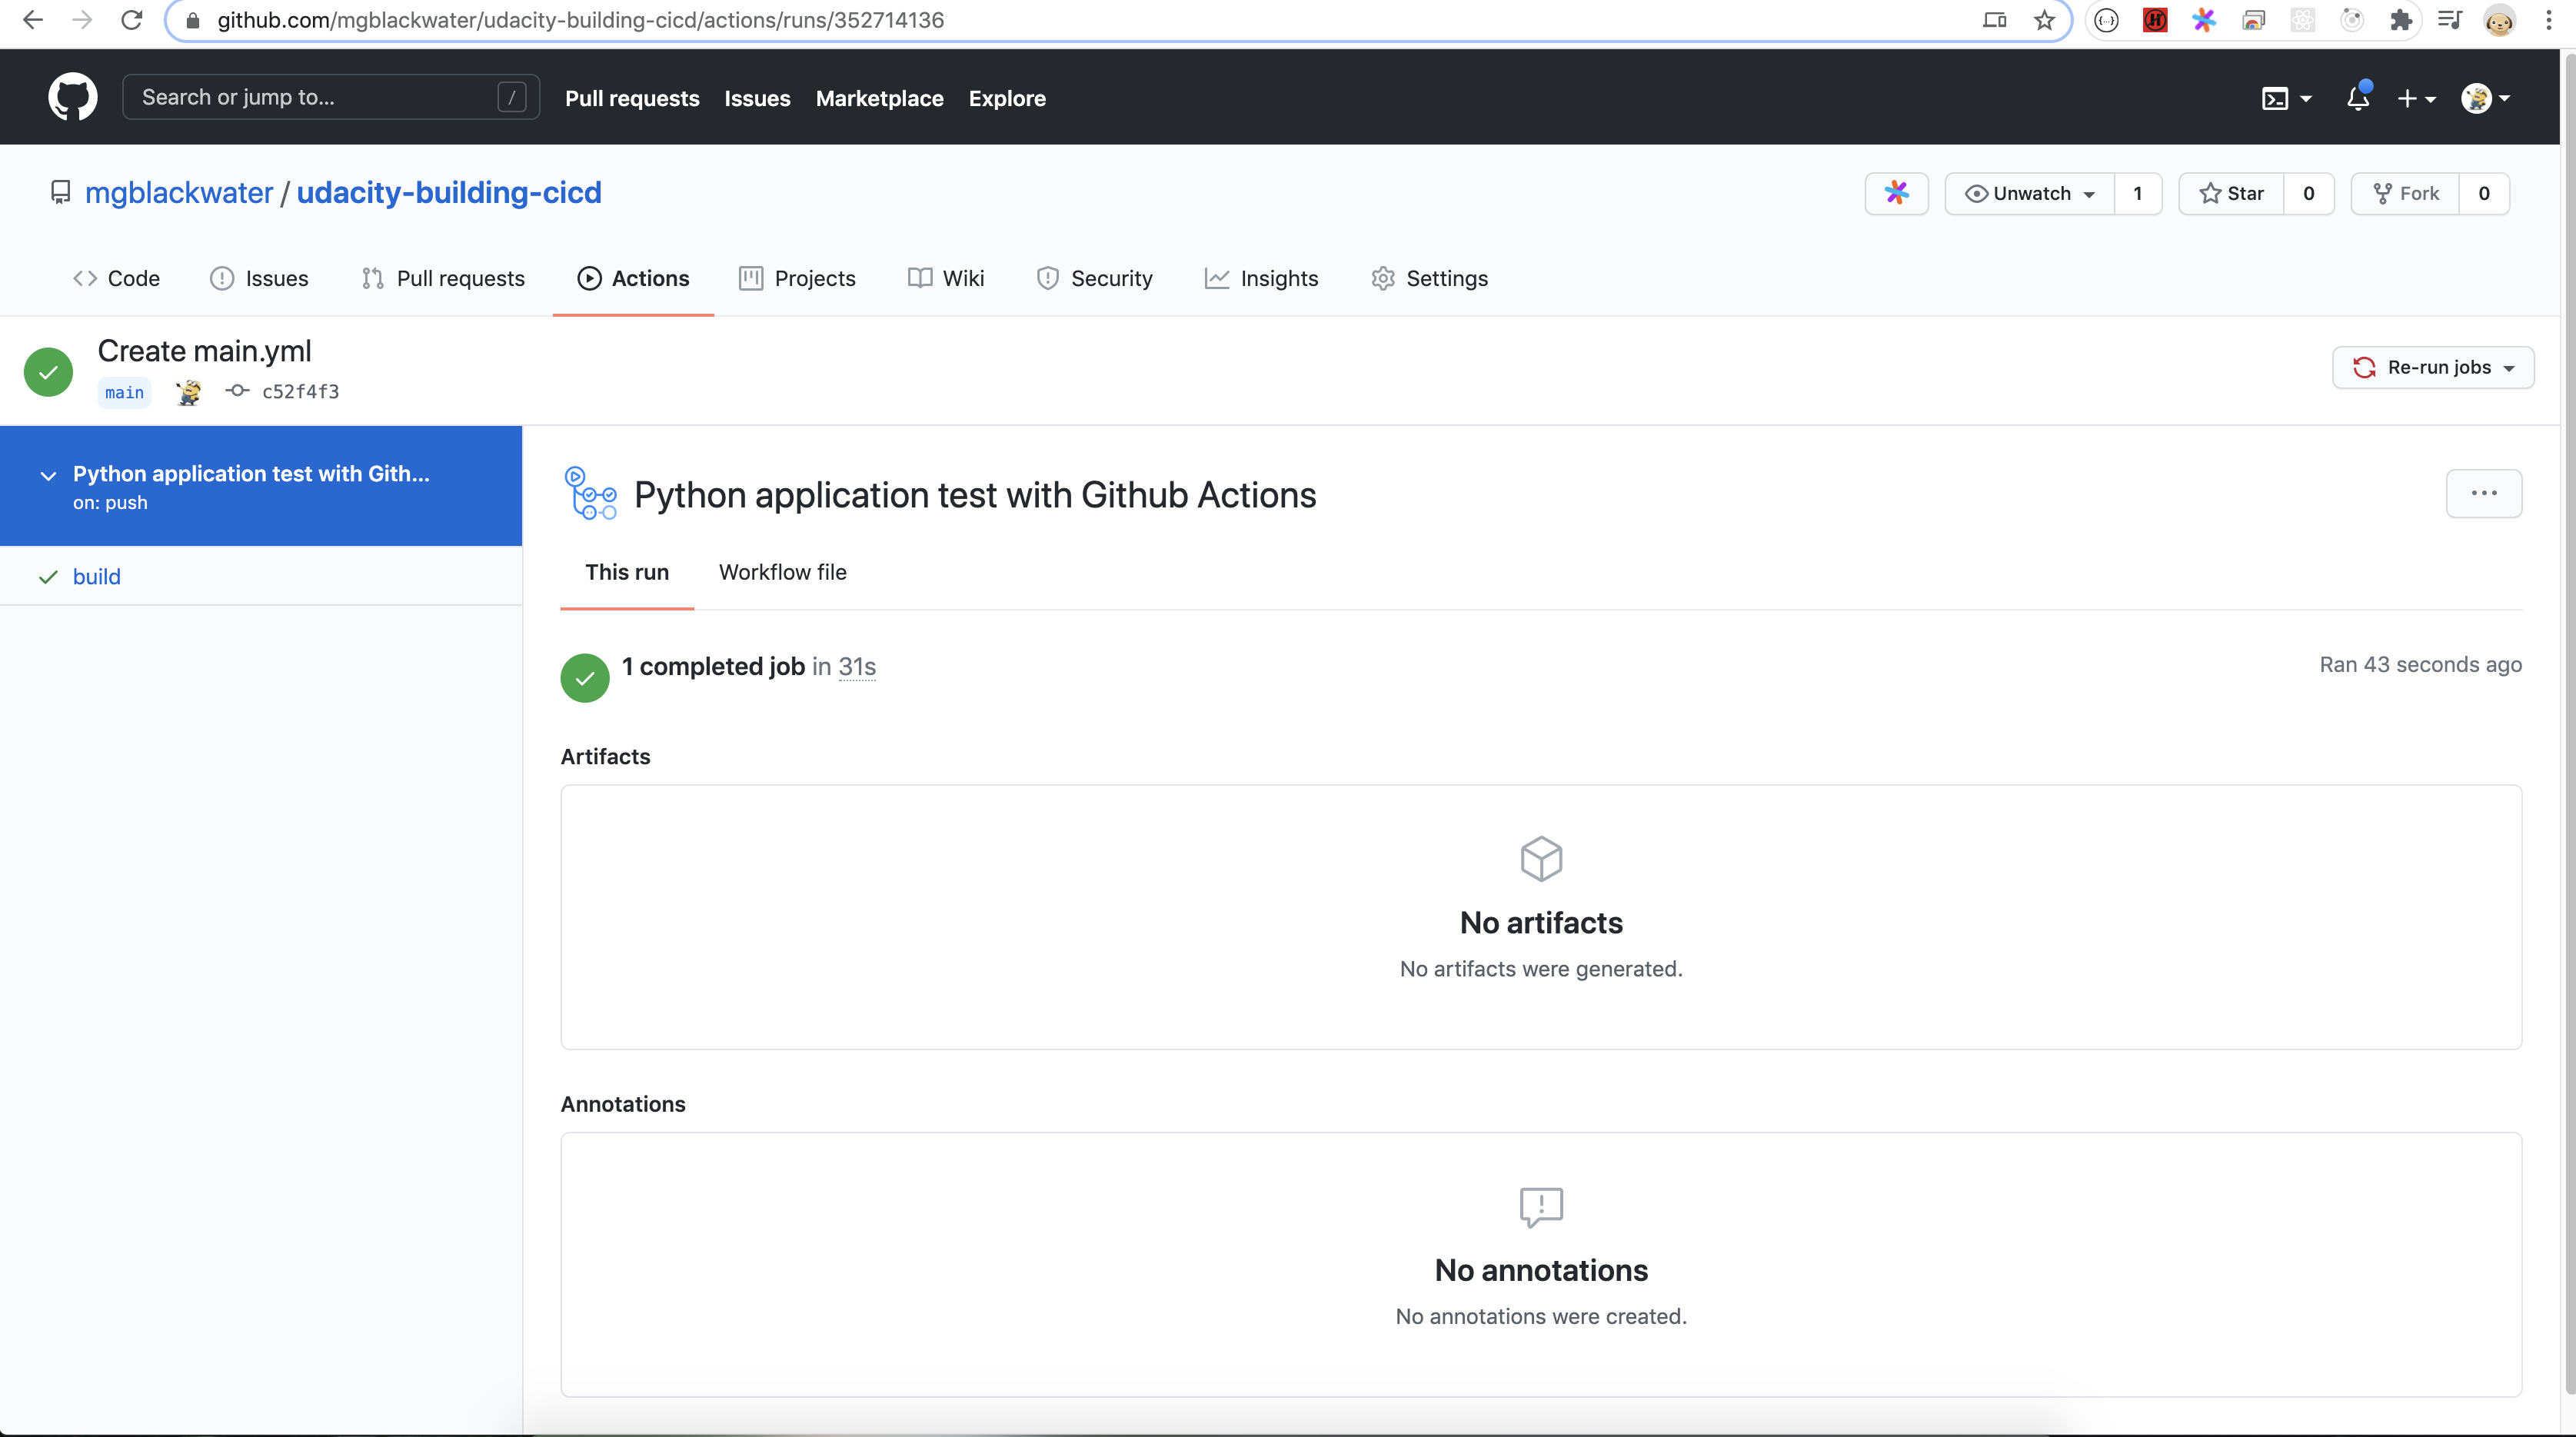 github.com/mgblackwater/udacity-building-cicd/actions/runs/352714136
Search or jump to... /
Pull requests Issues Marketplace Explore
mgblackwater / udacity-building-cicd
Unwatch 1 Star 0 Fork 0
Code Issues Pull requests Actions Projects Wiki Security Insights Settings
Create main.yml
main c52f4f3
Re-run jobs
Python application test with Gith...
on: push
build
Python application test with Github Actions
This run Workflow file
1 completed job in 31s
Ran 43 seconds ago
Artifacts
No artifacts
No artifacts were generated.
Annotations
No annotations
No annotations were created.